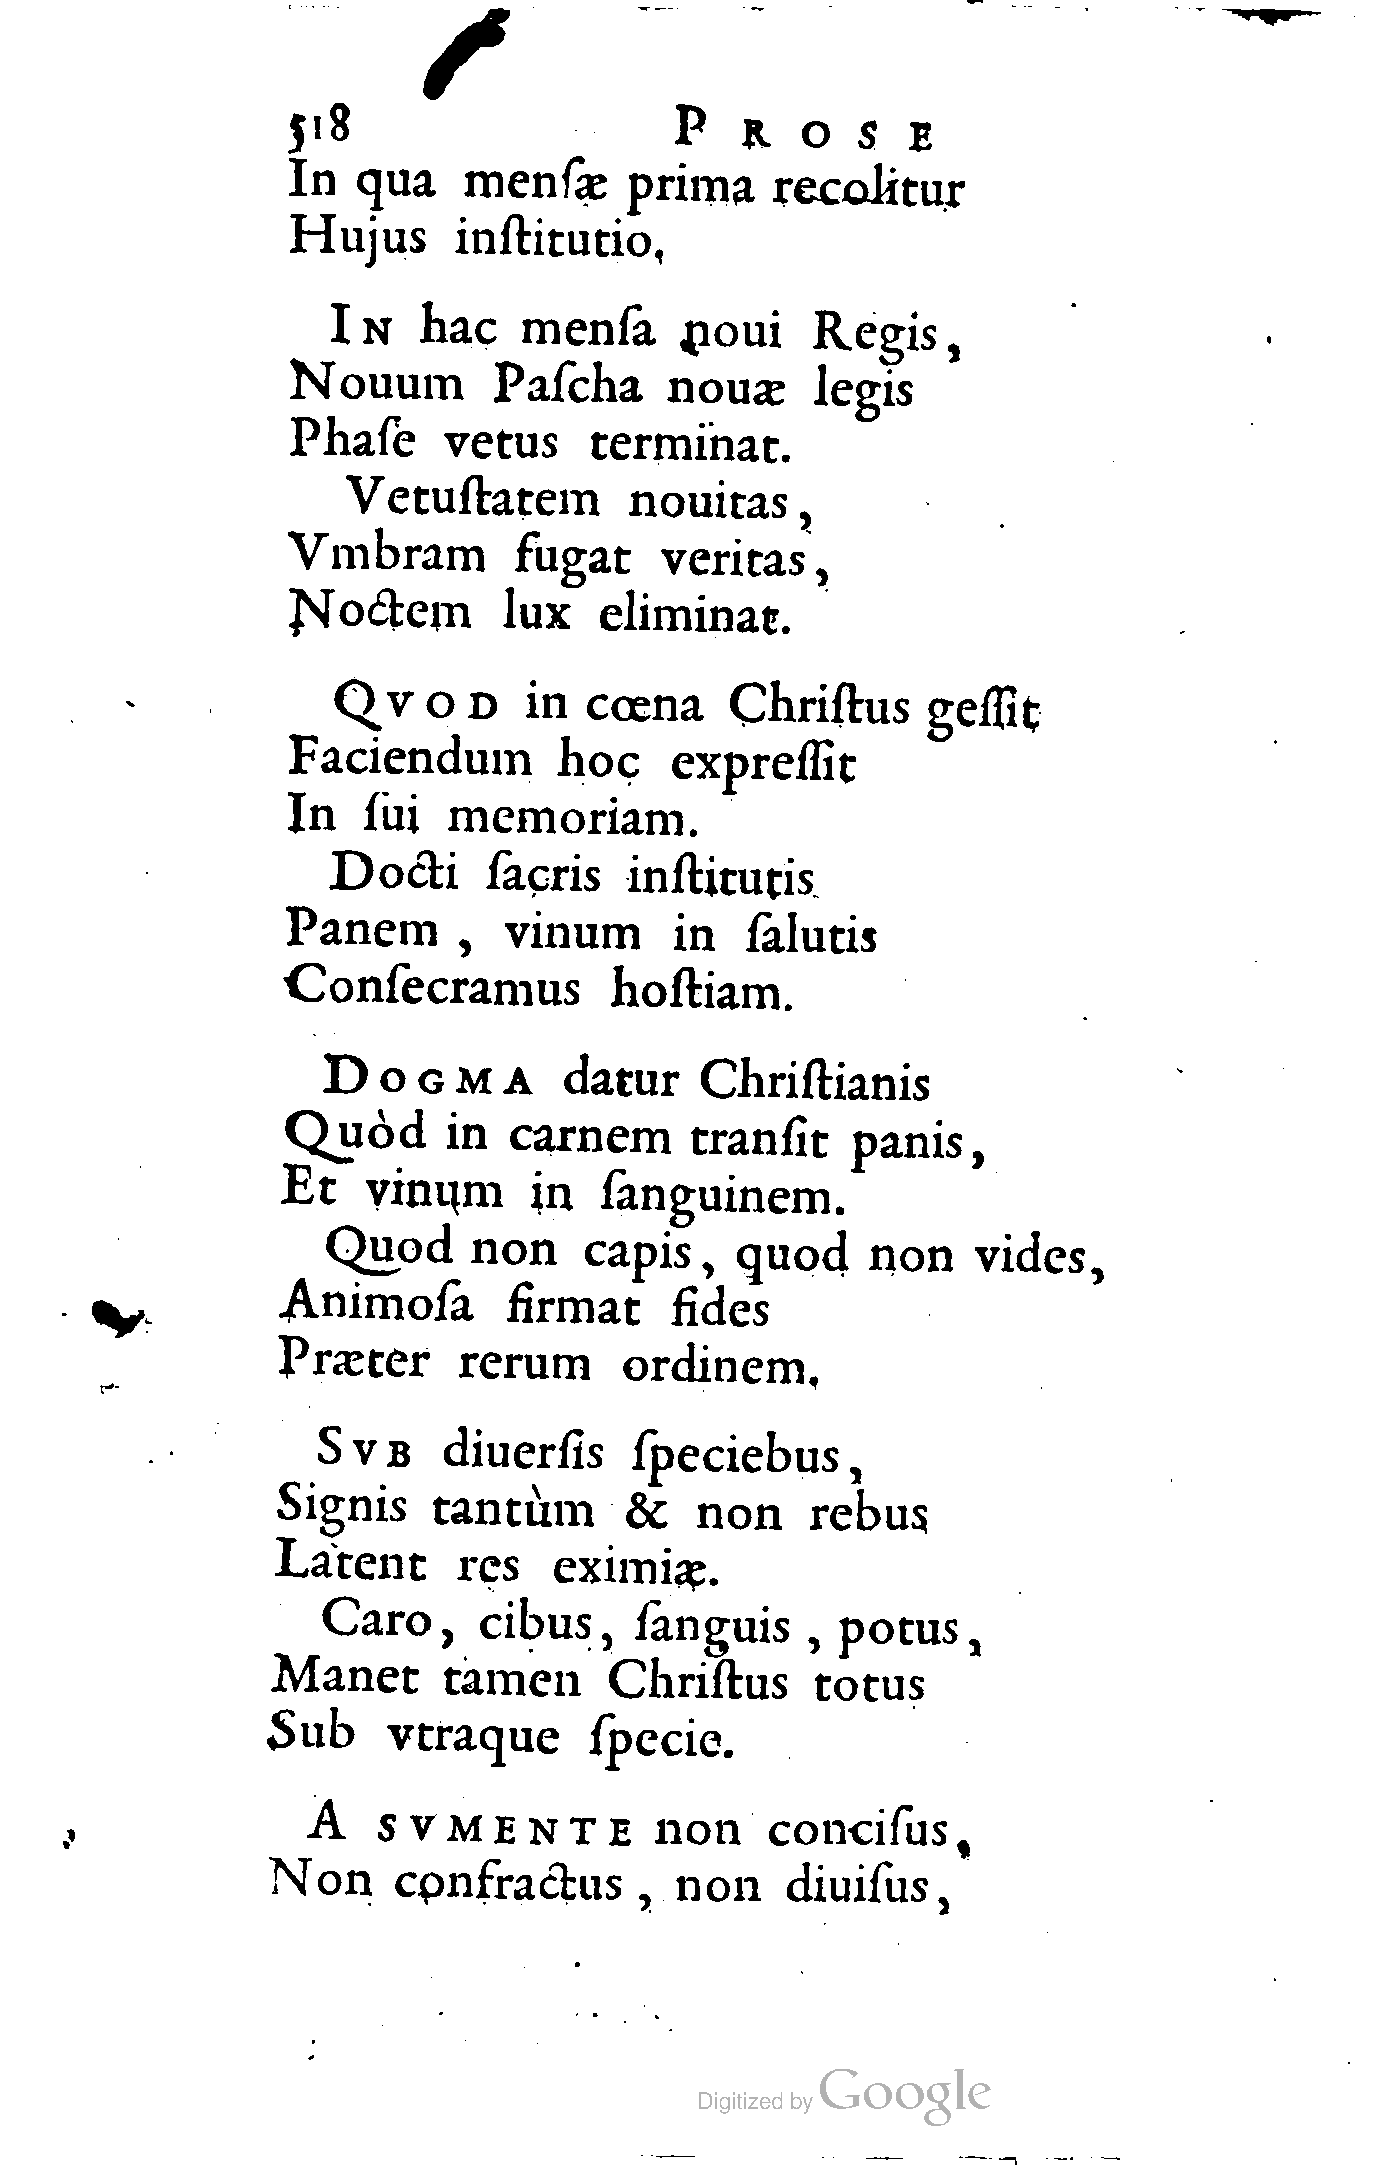 518 PROSE
In qua menſæ prima recolitur
Hujus inſtitutio,
IN hac menſa noui Regis,
Nouum Paſcha nouæ legis
Phaſe vetus terminat.
Vetuſtatem nouitas,
Vmbram fugat veritas,
Noctem lux eliminat.
QVOD in cœna Chriſtus geſſit
Faciendum hoc expreſſit
In ſui memoriam.
Docti ſacris inſtitutis
Panem, vinum in ſalutis
Conſecramus hoſtiam.
DOGMA datur Chriſtianis
Quòd in carnem tranſit panis,
Et vinum in ſanguinem.
Quod non capis, quod non vides,
Animoſa firmat fides
Præter rerum ordinem,
SVB diuerſis ſpeciebus,
Signis tantùm & non rebus
Latent res eximiæ.
Caro, cibus, ſanguis, potus,
Manet tamen Chriſtus totus
Sub vtraque ſpecie.
A SVMENTE non conciſus,
Non confractus, non diuiſus,
Digitized by Google